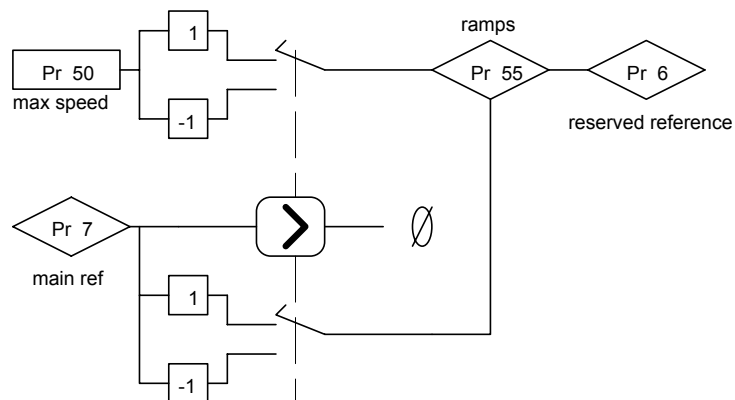 ramps
1
Pr 50
Pr 55
Pr 6
max speed
-1
reserved reference
Pr 7
>
0
main ref
1
-1